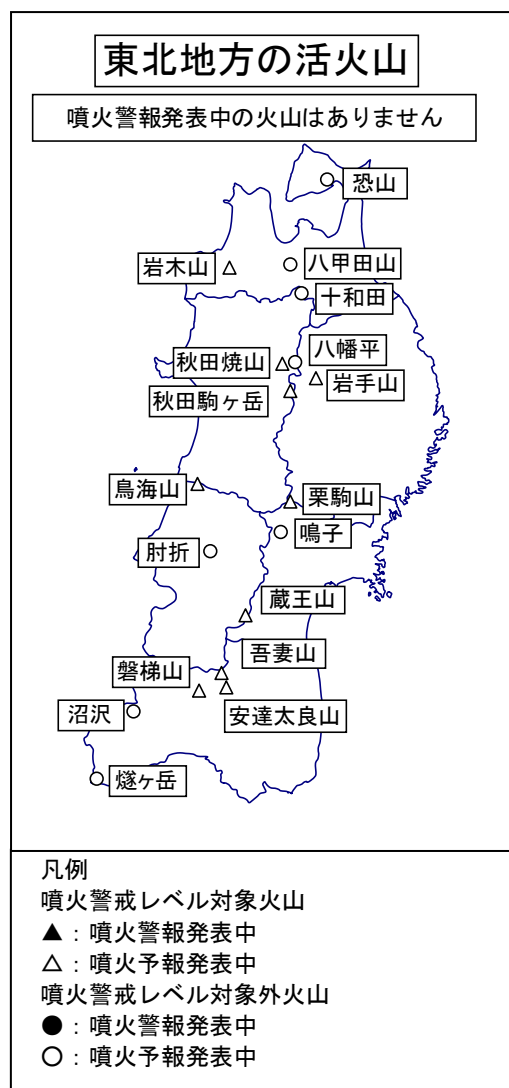 東北地方の活火山
噴火警報発表中の火山はありません
恐山
岩木山
八甲田山
十和田
八幡平
秋田焼山
岩手山
秋田駒ヶ岳
鳥海山
栗駒山
鳴子
肘折
蔵王山
吾妻山
磐梯山
安達太良山
沼沢
燧ヶ岳
凡例
噴火警戒レベル対象火山
▲：噴火警報発表中
△：噴火予報発表中
噴火警戒レベル対象外火山
●：噴火警報発表中
○：噴火予報発表中